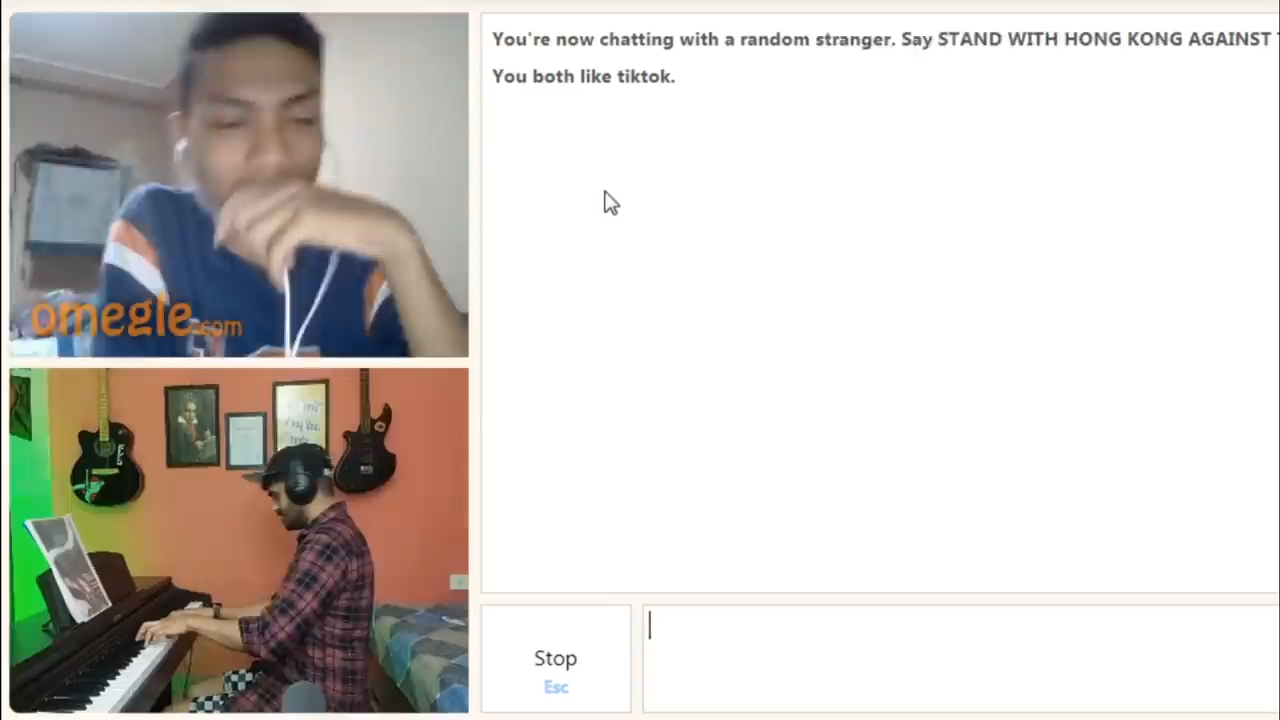 You're now chatting with a random stranger. Say STAND WITH HONG KONG AGAINST
You both like tiktok.
omegle.com
Stop
Esc